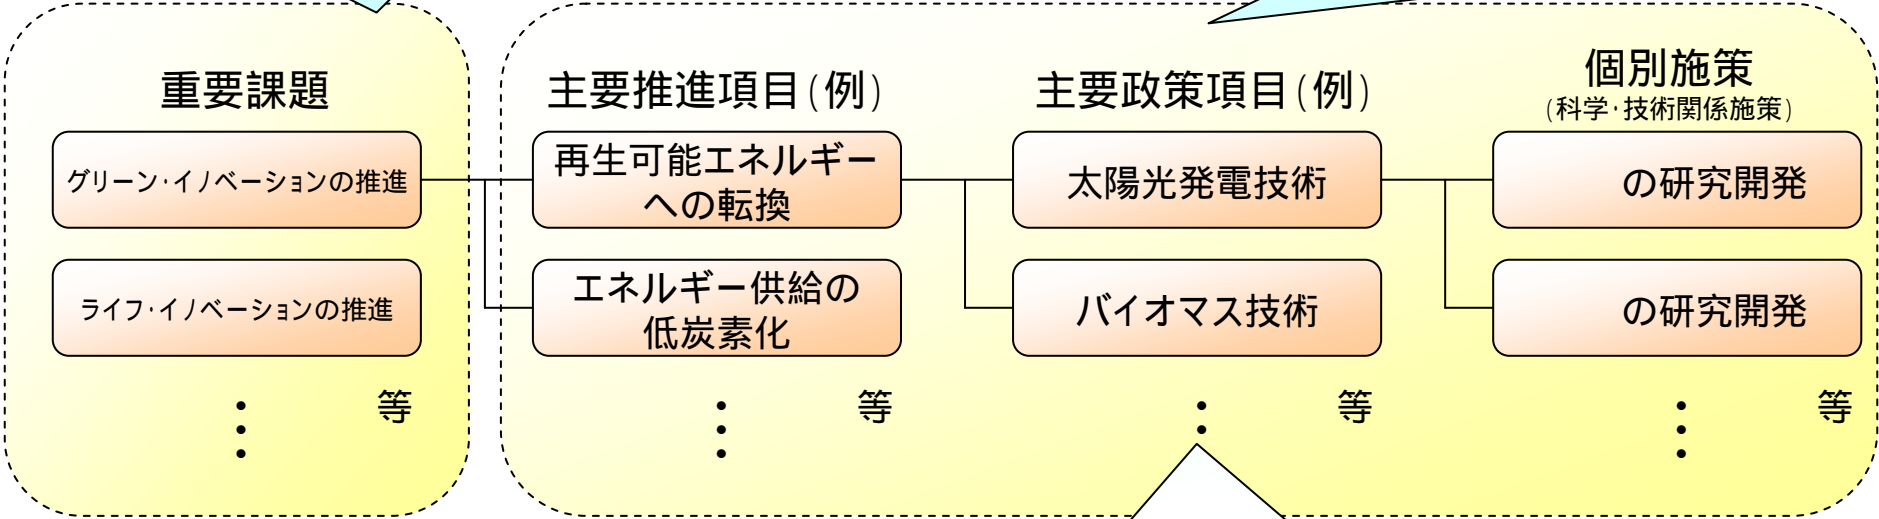 重要課題
主要推進項目(例)
主要政策項目(例)
個別施策
(科学・技術関係施策)
グリーン・イノベーションの推進
再生可能エネルギー
への転換
太陽光発電技術
の研究開発
ライフ・イノベーションの推進
エネルギー供給の
低炭素化
バイオマス技術
の研究開発
等
等
等
等